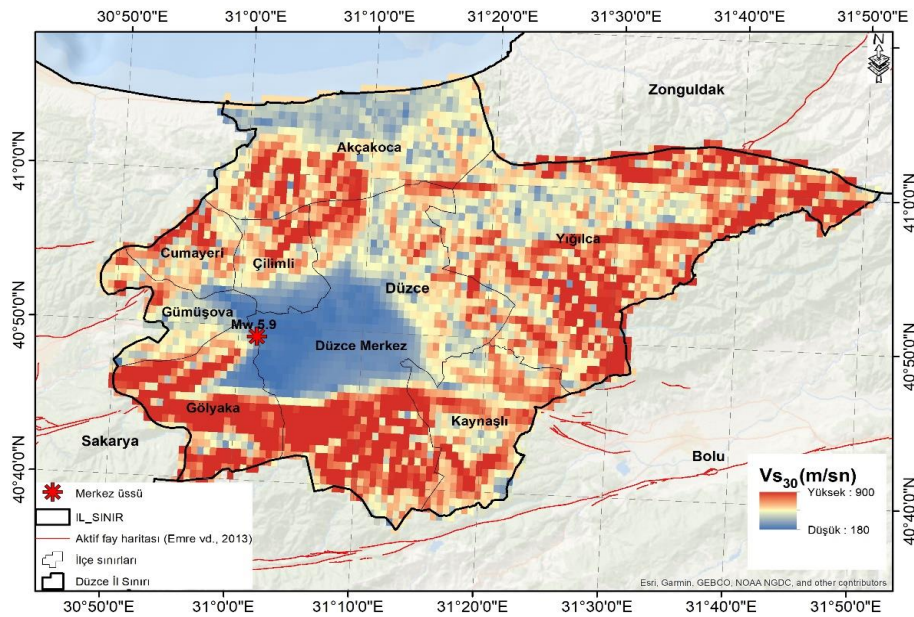 30°50'0"E
31°0'0"E
31°10'0"E
31°20'0"E
31°30'0"E
31°40'0"E
31°50'0"E
N
Zonguldak
Akçakoca
41°0'0"N
41°0'0"N
Yığılca
Cumayeri
Çilimli
Düzce
Gümüşova
40°50'0"N
Mw 5.9
Düzce Merkez
40°50'0"N
Gölyaka
Kaynaşlı
Sakarya
Bolu
40°40'0"N
40°40'0"N
Vs30(m/sn)
Yüksek : 900
Düşük : 180
Merkez üssü
IL_SINIR
Aktif fay haritası (Emre vd., 2013)
İlçe sınırları
Düzce İl Sınırı
Esri, Garmin, GEBCO, NOAA NGDC, and other contributors
30°50'0"E
31°0'0"E
31°10'0"E
31°20'0"E
31°30'0"E
31°40'0"E
31°50'0"E